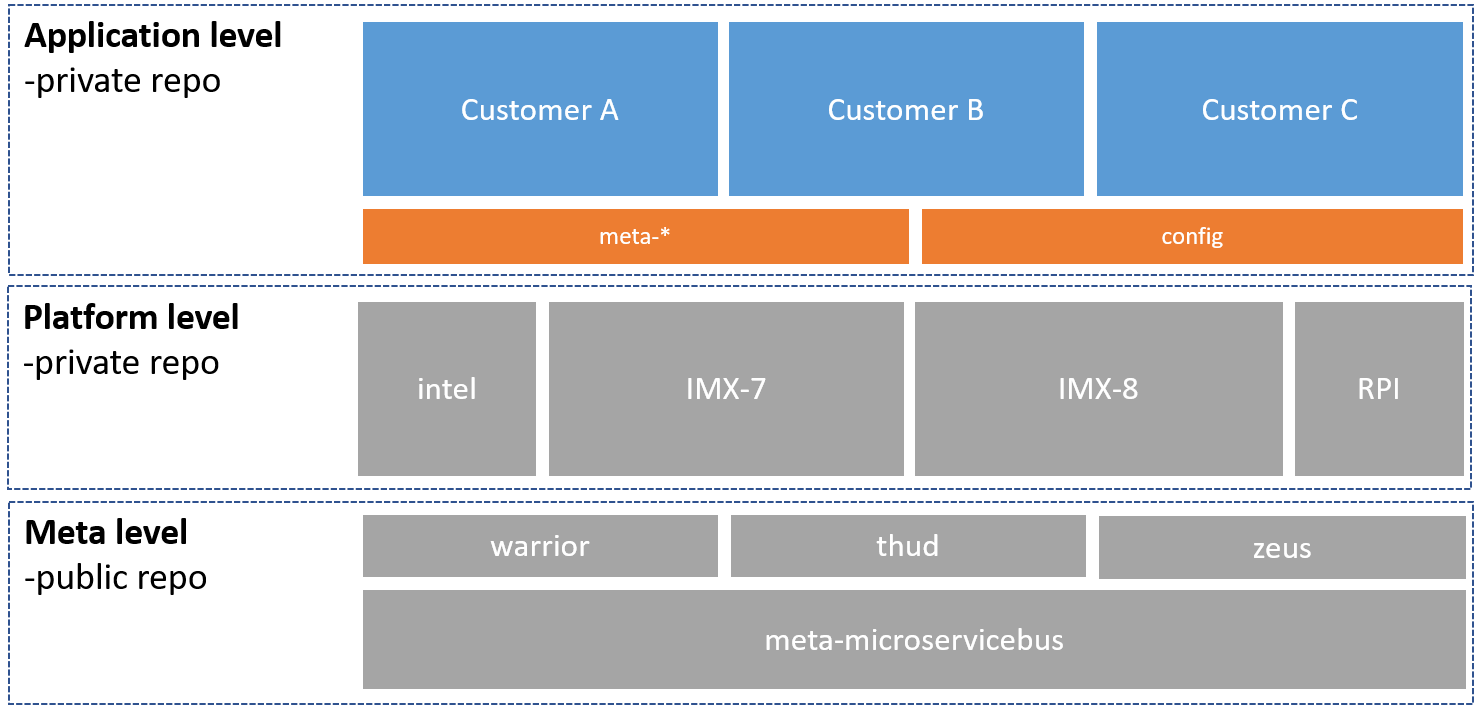 Application level
-private repo
Customer A
Customer B
Customer C
meta-*
config
Platform level
-private repo
intel
IMX-7
IMX-8
RPI
Meta level
-public repo
warrior
thud
zeus
meta-microservicebus